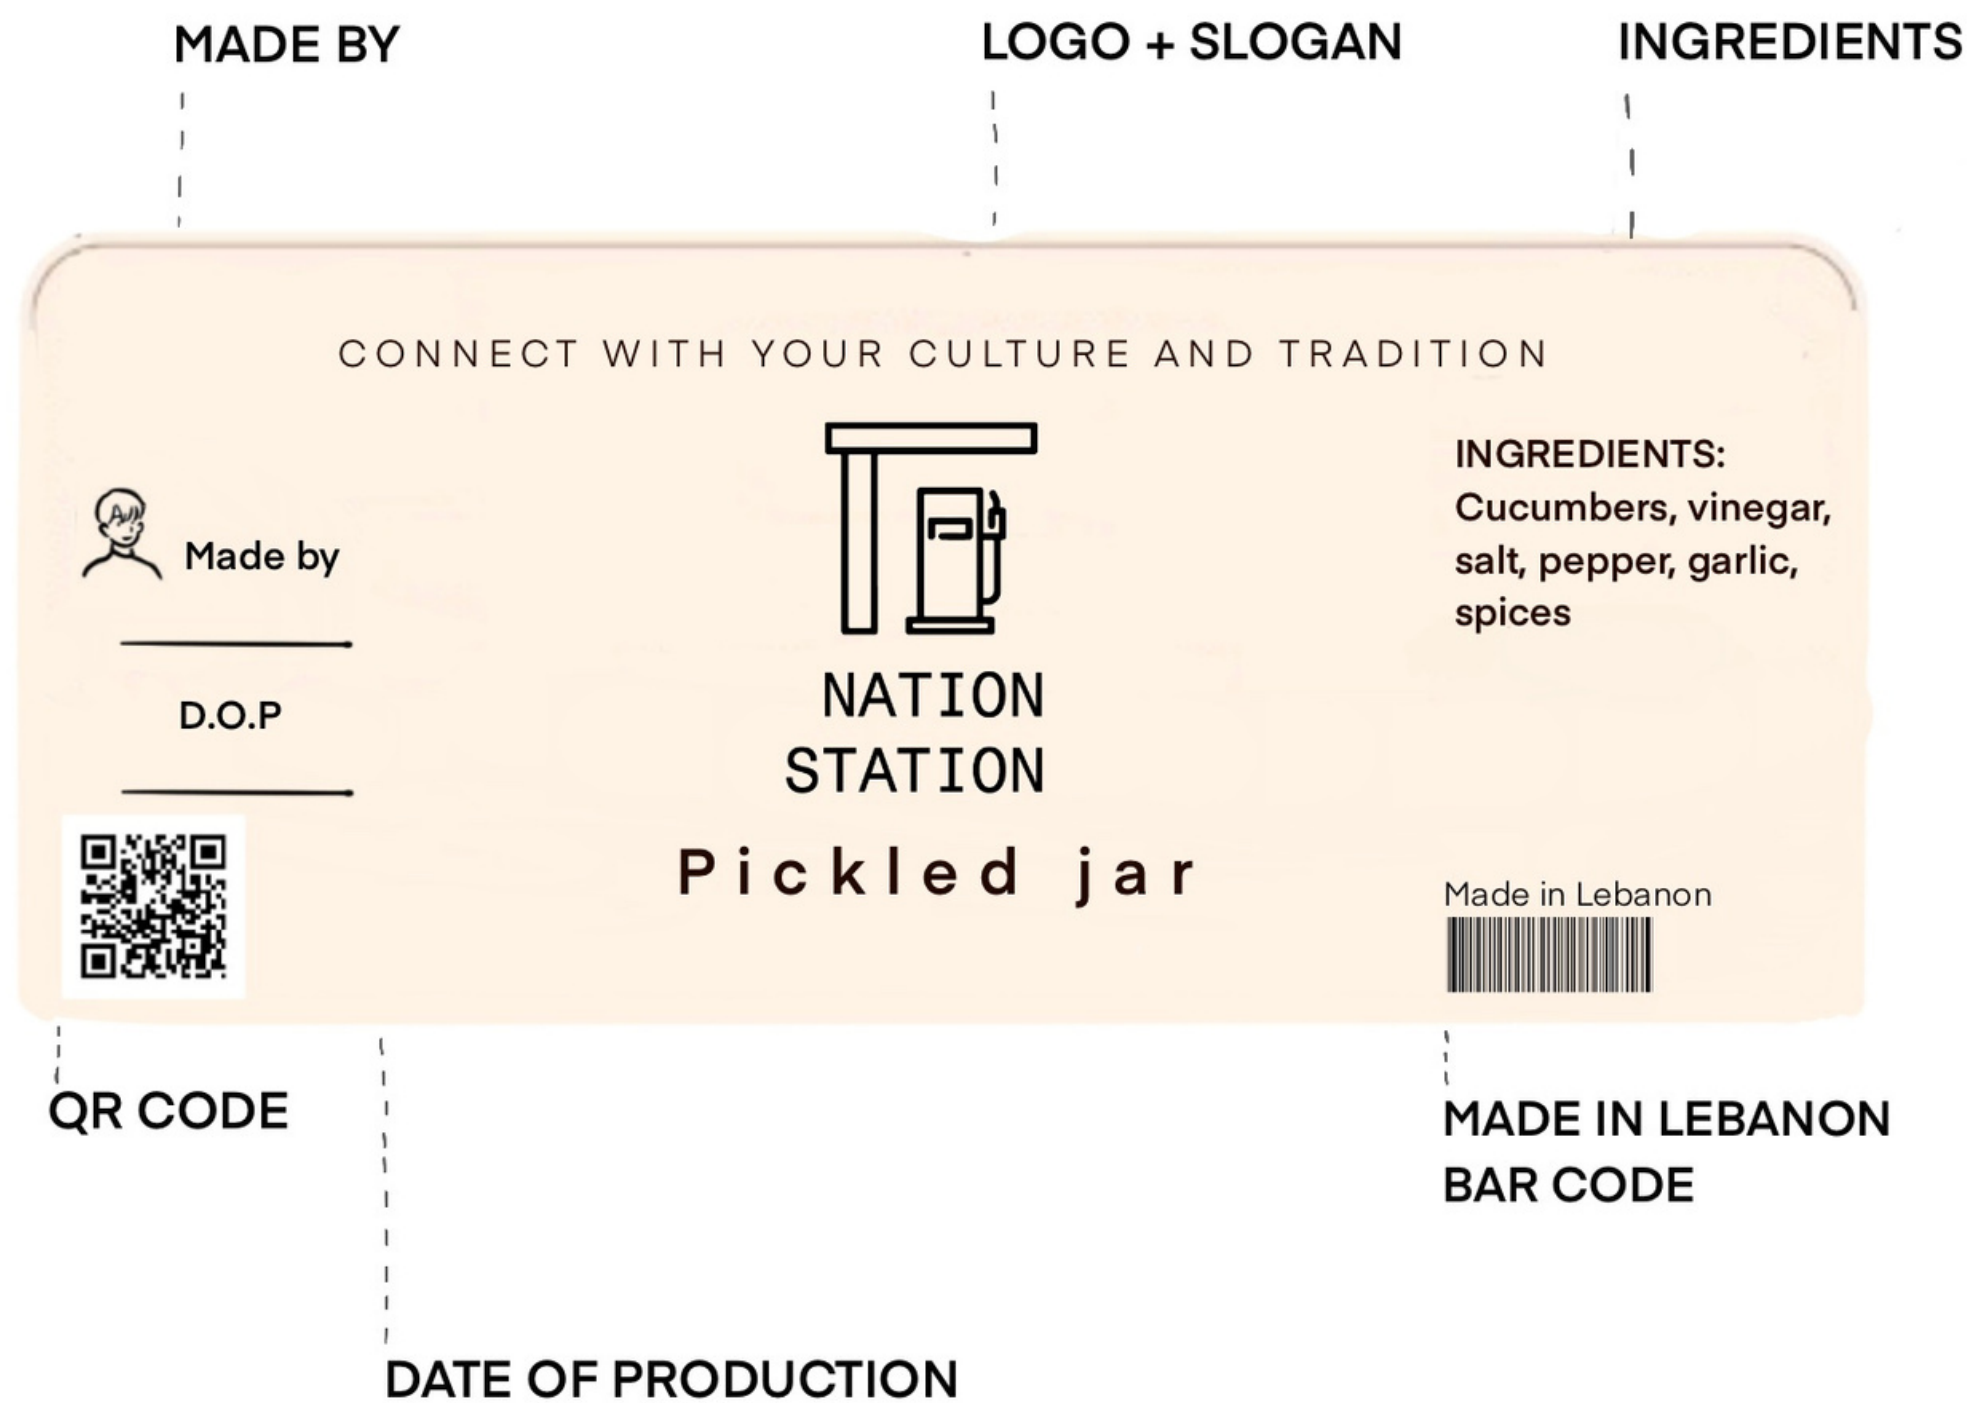 MADE BY
LOGO + SLOGAN
INGREDIENTS
CONNECT WITH YOUR CULTURE AND TRADITION
Made by
D.O.P
NATION
STATION
Pickled jar
INGREDIENTS:
Cucumbers, vinegar,
salt, pepper, garlic,
spices
Made in Lebanon
QR CODE
MADE IN LEBANON
BAR CODE
DATE OF PRODUCTION